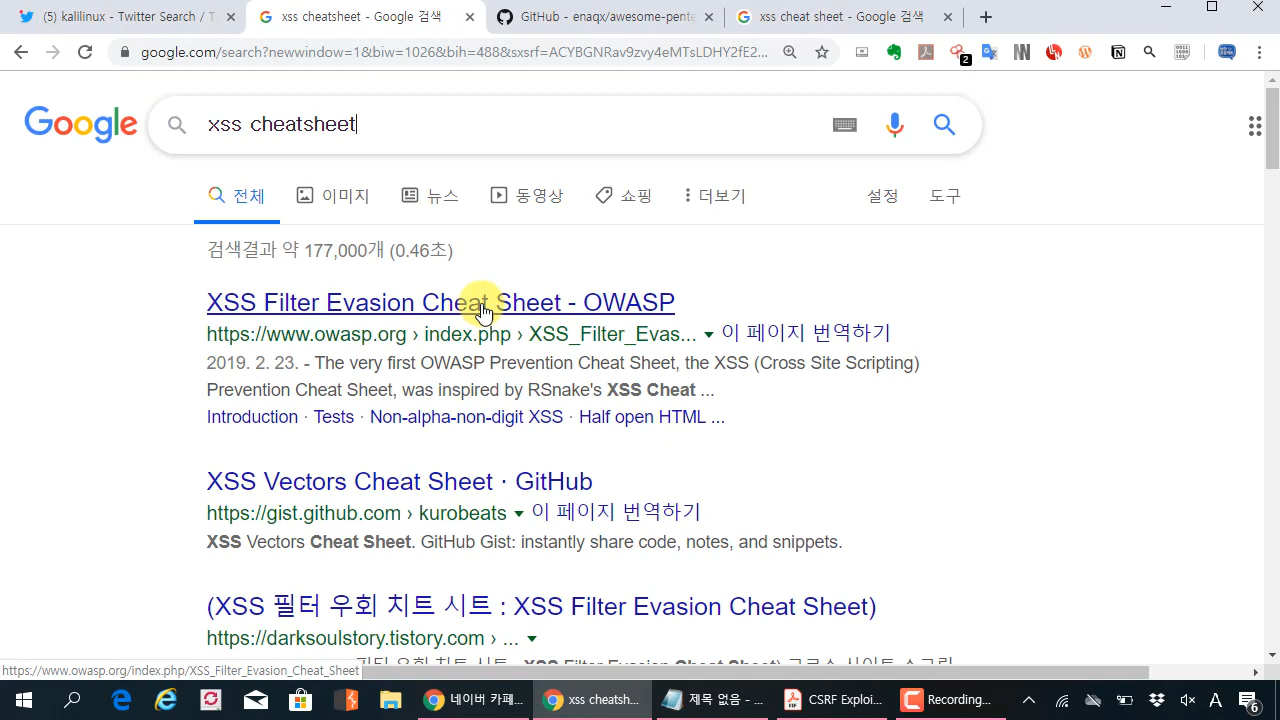 (5) kalilinux - Twitter Search / T
xss cheatsheet - Google 검색
GitHub - enaqx/awesome-pente
xss cheat sheet - Google 검색
google.com/search?newwindow=1&biw=1026&bih=488&sxsrf=ACYBGNRav9zvy4eMTsLDHY2fE2...
2
Google
xss cheatsheet
전체
이미지
뉴스
동영상
쇼핑
더보기
설정
도구
검색결과 약 177,000개 (0.46초)
XSS Filter Evasion Cheat Sheet - OWASP
https://www.owasp.org › index.php › XSS_Filter_Evas... 이 페이지 번역하기
2019. 2. 23. - The very first OWASP Prevention Cheat Sheet, the XSS (Cross Site Scripting)
Prevention Cheat Sheet, was inspired by RSnake's XSS Cheat ...
Introduction · Tests · Non-alpha-non-digit XSS · Half open HTML ...
XSS Vectors Cheat Sheet · GitHub
https://gist.github.com › kurobeats 이 페이지 번역하기
XSS Vectors Cheat Sheet. GitHub Gist: instantly share code, notes, and snippets.
(XSS 필터 우회 치트 시트 : XSS Filter Evasion Cheat Sheet)
https://darksoulstory.tistory.com › ...
https://www.owasp.org/index.php/XSS_Filter_Evasion_Cheat_Sheet
네이버 카페...
xss cheatsh...
제목 없음 - ...
CSRF Exploi...
Recording...
A
6